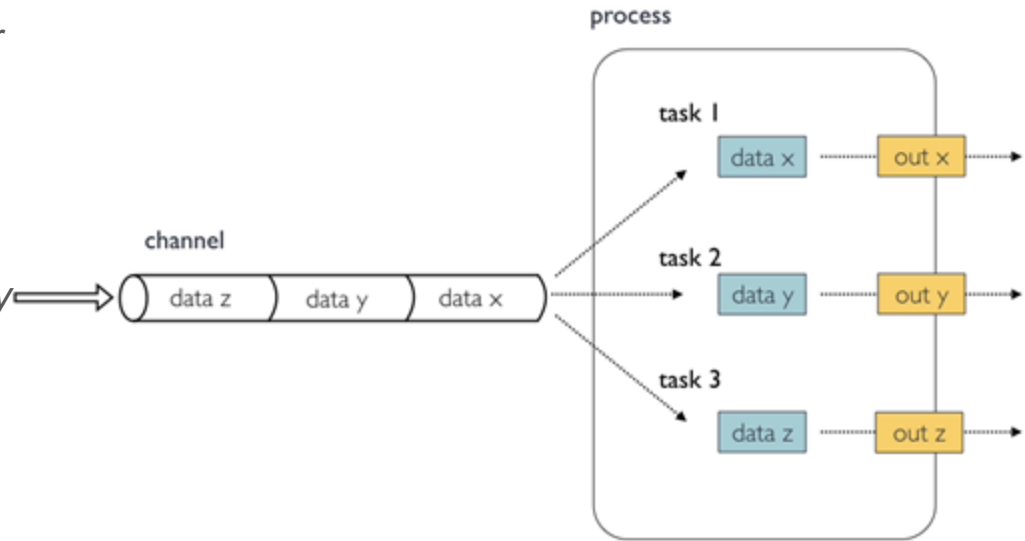 process
task 1
data x
out x
channel
task 2
data z
data y
data x
data y
out y
y
task 3
data z
out z